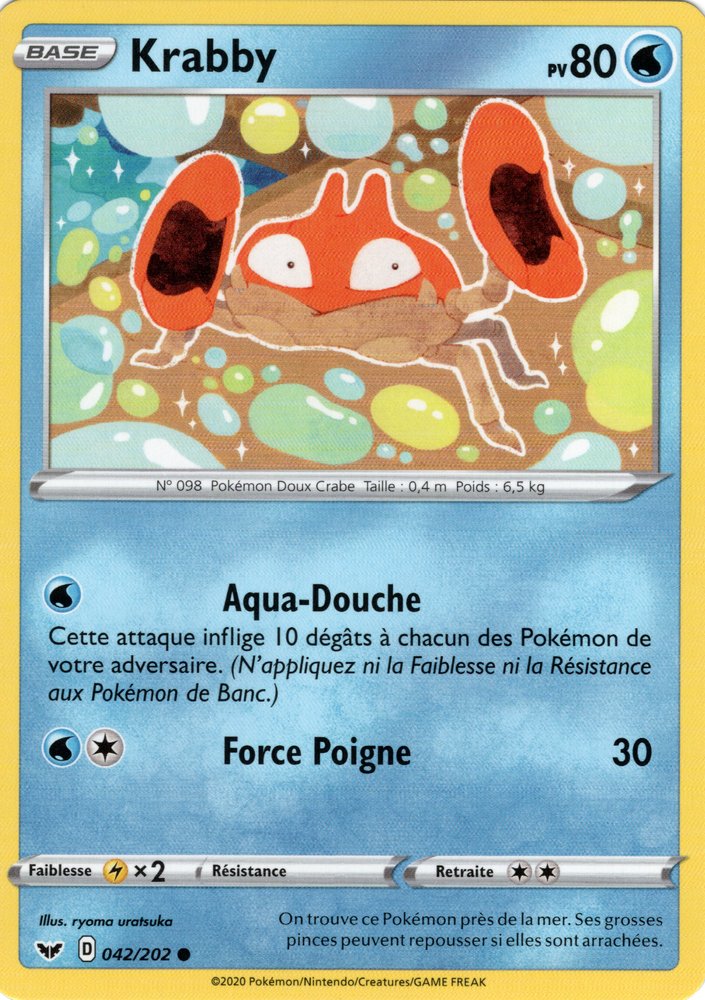 BASE Krabby PV 80
N° 098 Pokémon Doux Crabe Taille : 0,4 m Poids : 6,5 kg
Aqua-Douche
Cette attaque inflige 10 dégâts à chacun des Pokémon de
votre adversaire. (N'appliquez ni la Faiblesse ni la Résistance
aux Pokémon de Banc.)
Force Poigne 30
Faiblesse ×2 Résistance Retraite
Illus. ryoma uratsuka
On trouve ce Pokémon près de la mer. Ses grosses
pinces peuvent repousser si elles sont arrachées.
D 042/202
©2020 Pokémon/Nintendo/Creatures/GAME FREAK